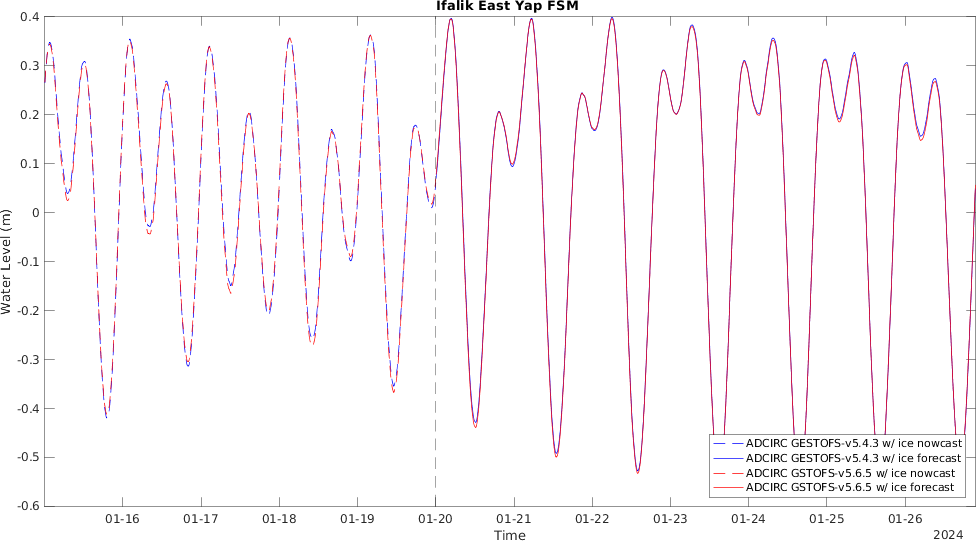 Ifalik East Yap FSM
0.4
0.3
0.2
0.1
0
-0.1
-0.2
-0.3
-0.4
-0.5
-0.6
Water Level (m)
ADCIRC GESTOFS-v5.4.3 w/ ice nowcast
ADCIRC GESTOFS-v5.4.3 w/ ice forecast
ADCIRC GSTOFS-v5.6.5 w/ ice nowcast
ADCIRC GSTOFS-v5.6.5 w/ ice forecast
01-16 01-17 01-18 01-19 01-20 01-21 01-22 01-23 01-24 01-25 01-26
Time
2024